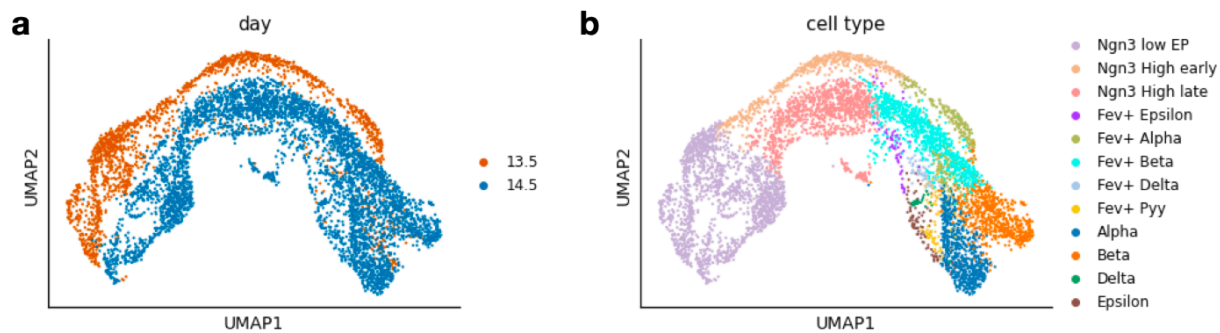 a
day
UMAP2
UMAP1
13.5
14.5
b
cell type
UMAP2
UMAP1
Ngn3 low EP
Ngn3 High early
Ngn3 High late
Fev+ Epsilon
Fev+ Alpha
Fev+ Beta
Fev+ Delta
Fev+ Pyy
Alpha
Beta
Delta
Epsilon